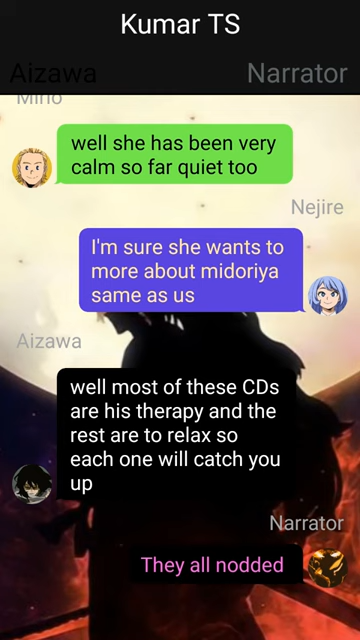 Kumar TS
Aizawa
Narrator
Mirio
well she has been very
calm so far quiet too
Nejire
I'm sure she wants to
more about midoriya
same as us
Aizawa
well most of these CDs
are his therapy and the
rest are to relax so
each one will catch you
up
Narrator
They all nodded